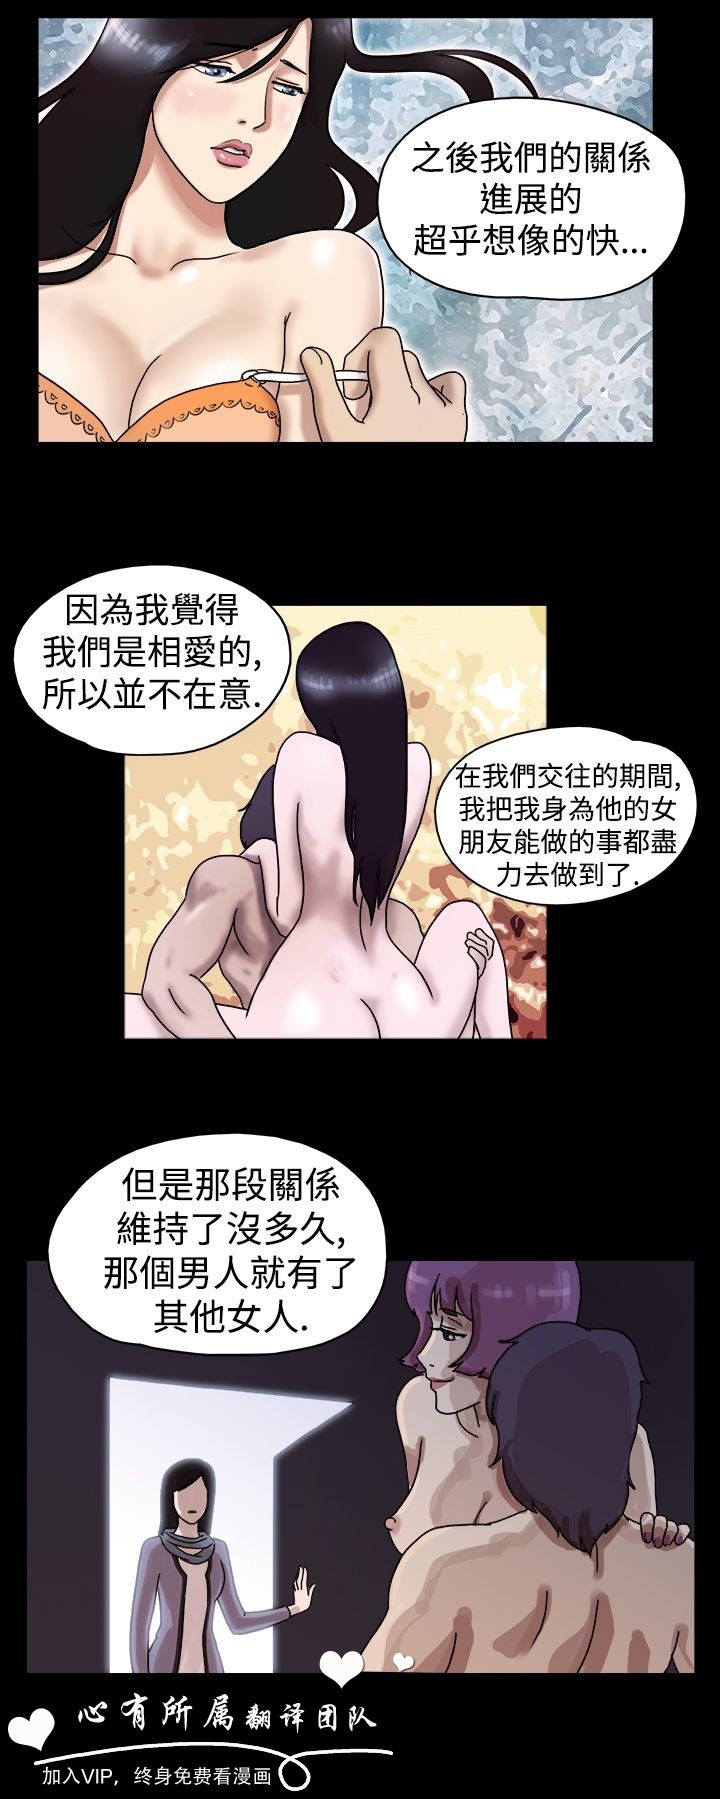 之後我們的關係
進展的
超乎想像的快...
因為我覺得
我們是相愛的,
所以並不在意.
在我們交往的期間,
我把我身為他的女
朋友能做的事都盡
力去做到了.
但是那段關係
維持了沒多久,
那個男人就有了
其他女人.
心有所属翻译团队
加入VIP，终身免费看漫画